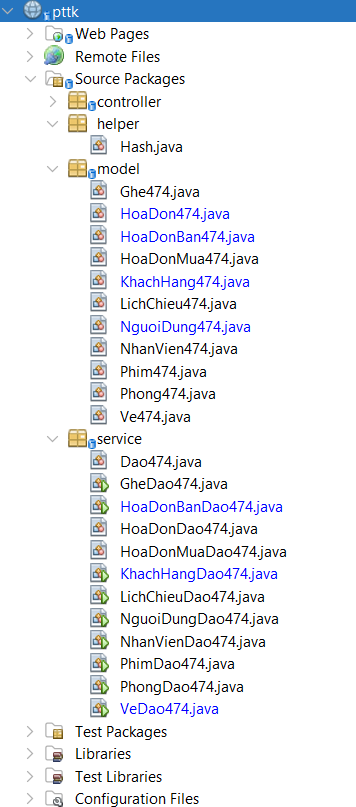 pttk
Web Pages
Remote Files
Source Packages
controller
helper
Hash.java
model
Ghe474.java
HoaDon474.java
HoaDonBan474.java
HoaDonMua474.java
KhachHang474.java
LichChieu474.java
NguoiDung474.java
NhanVien474.java
Phim474.java
Phong474.java
Ve474.java
service
Dao474.java
GheDao474.java
HoaDonBanDao474.java
HoaDonDao474.java
HoaDonMuaDao474.java
KhachHangDao474.java
LichChieuDao474.java
NguoiDungDao474.java
NhanVienDao474.java
PhimDao474.java
PhongDao474.java
VeDao474.java
Test Packages
Libraries
Test Libraries
Configuration Files